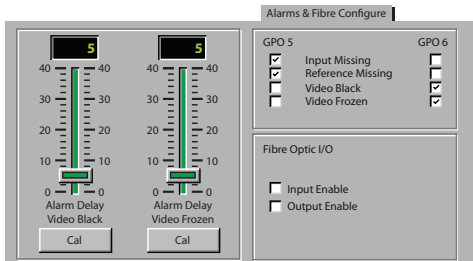 Alarms & Fibre Configure
5 5
40 40 40 40
30 30 30 30
20 20 20 20
10 10 10 10
0 0 0 0
Alarm Delay
Video Black
Alarm Delay
Video Frozen
Cal Cal
GPO 5 GPO 6
Input Missing
Reference Missing
Video Black
Video Frozen
Fibre Optic I/O
Input Enable
Output Enable